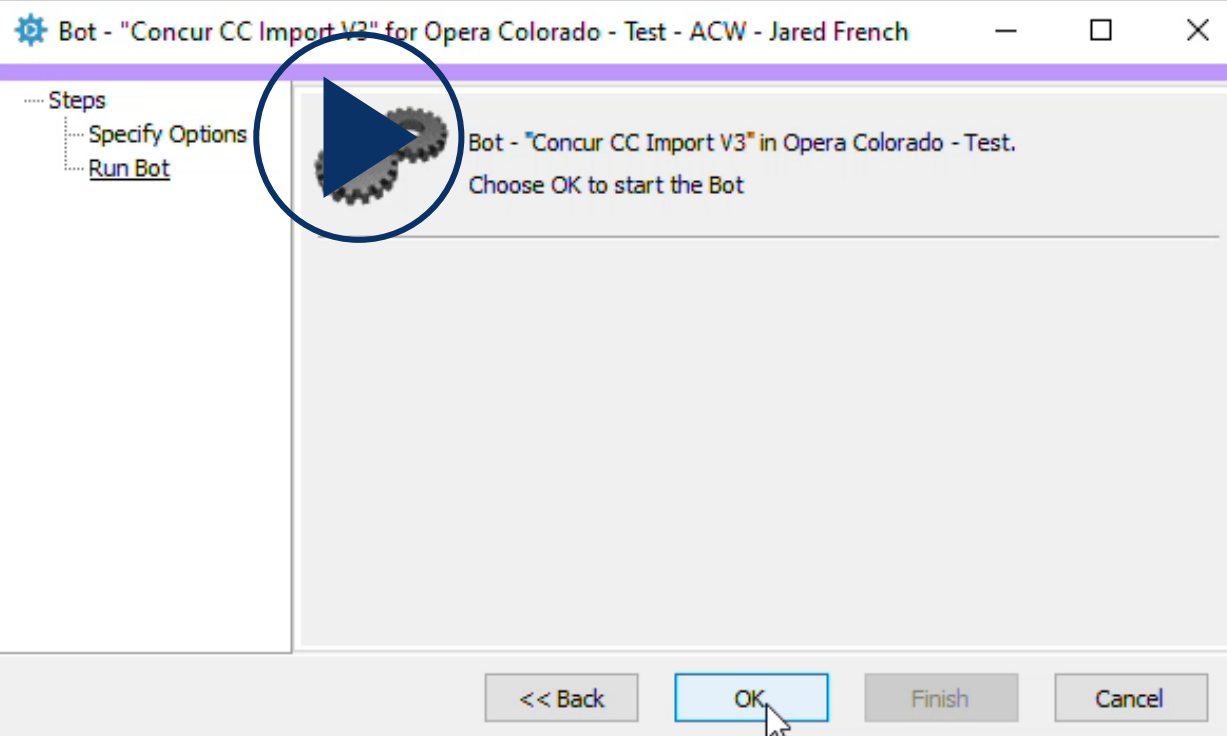 Bot - "Concur CC Import V3" for Opera Colorado - Test - ACW - Jared French
Steps
Specify Options
Run Bot
Bot - "Concur CC Import V3" in Opera Colorado - Test.
Choose OK to start the Bot
<< Back
OK
Finish
Cancel